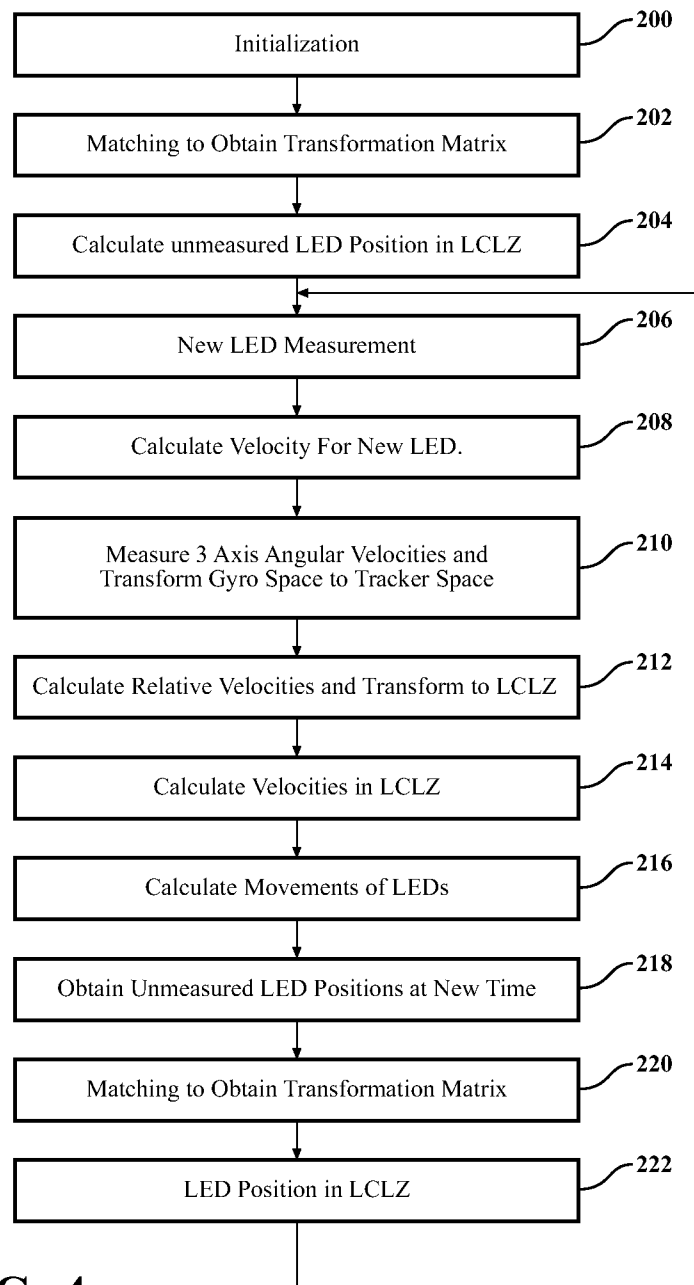 Initialization
200
Matching to Obtain Transformation Matrix
202
Calculate unmeasured LED Position in LCLZ
204
New LED Measurement
206
Calculate Velocity For New LED.
208
Measure 3 Axis Angular Velocities and
Transform Gyro Space to Tracker Space
210
Calculate Relative Velocities and Transform to LCLZ
212
Calculate Velocities in LCLZ
214
Calculate Movements of LEDs
216
Obtain Unmeasured LED Positions at New Time
218
Matching to Obtain Transformation Matrix
220
LED Position in LCLZ
222